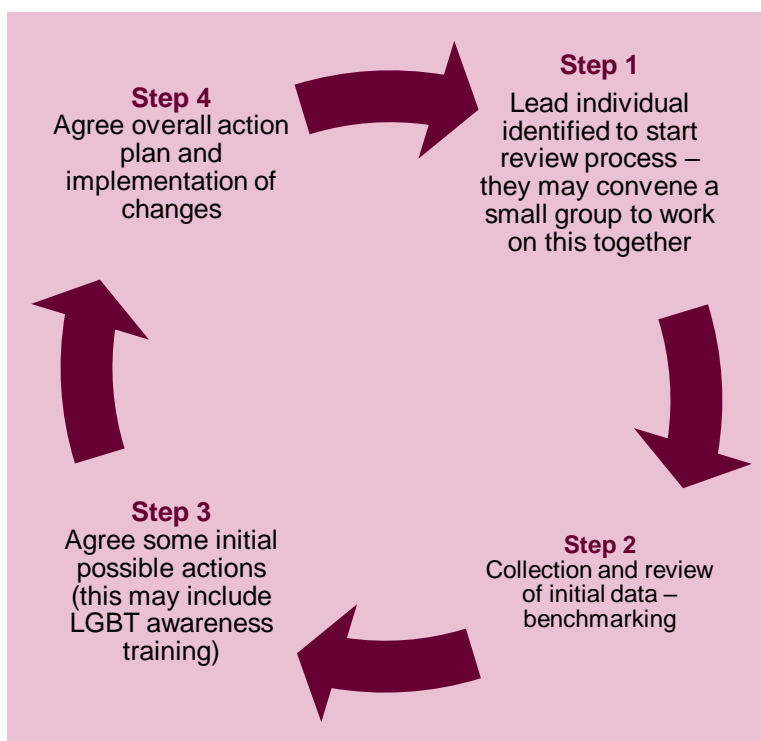 Step 1
Lead individual
identified to start
review process –
they may convene a
small group to work
on this together
Step 2
Collection and review
of initial data –
benchmarking
Step 3
Agree some initial
possible actions
(this may include
LGBT awareness
training)
Step 4
Agree overall action
plan and
implementation of
changes